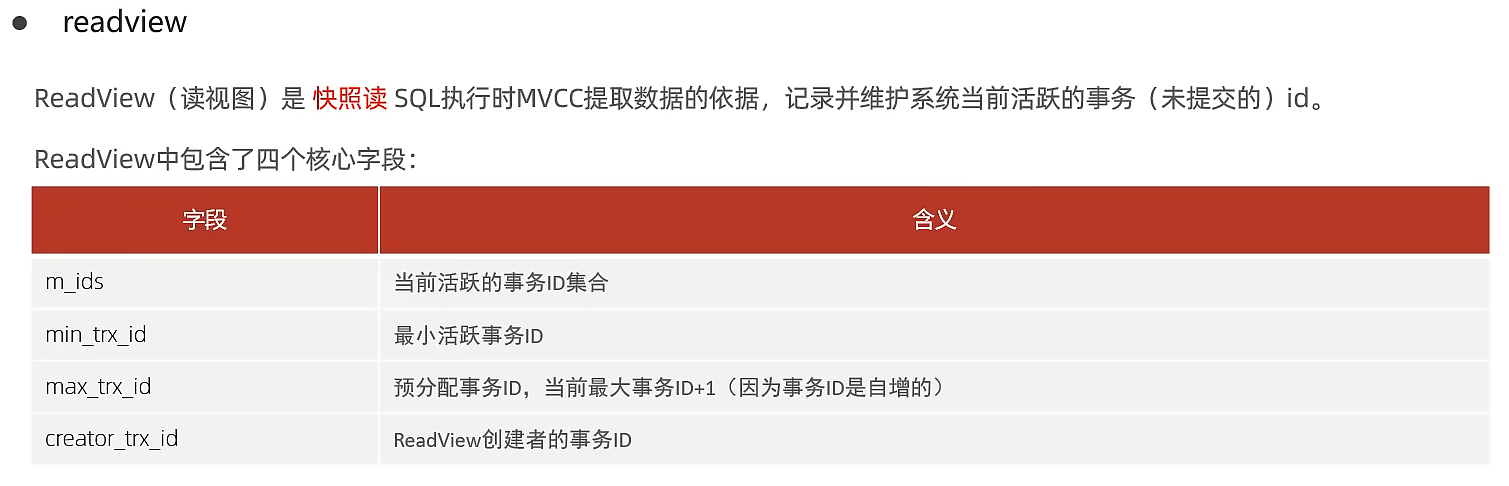 ● readview
ReadView（读视图）是 快照读 SQL执行时MVCC提取数据的依据，记录并维护系统当前活跃的事务（未提交的）id。
ReadView中包含了四个核心字段：
字段 含义
m_ids 当前活跃的事务ID集合
min_trx_id 最小活跃事务ID
max_trx_id 预分配事务ID，当前最大事务ID+1（因为事务ID是自增的）
creator_trx_id ReadView创建者的事务ID